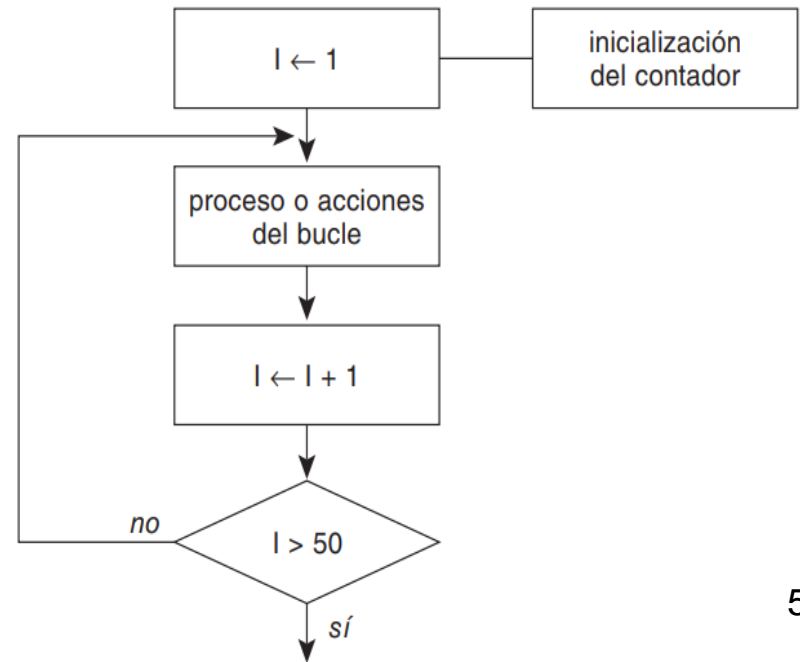 I ← 1
inicialización
del contador
proceso o acciones
del bucle
I ← I + 1
no
I > 50
sí
5